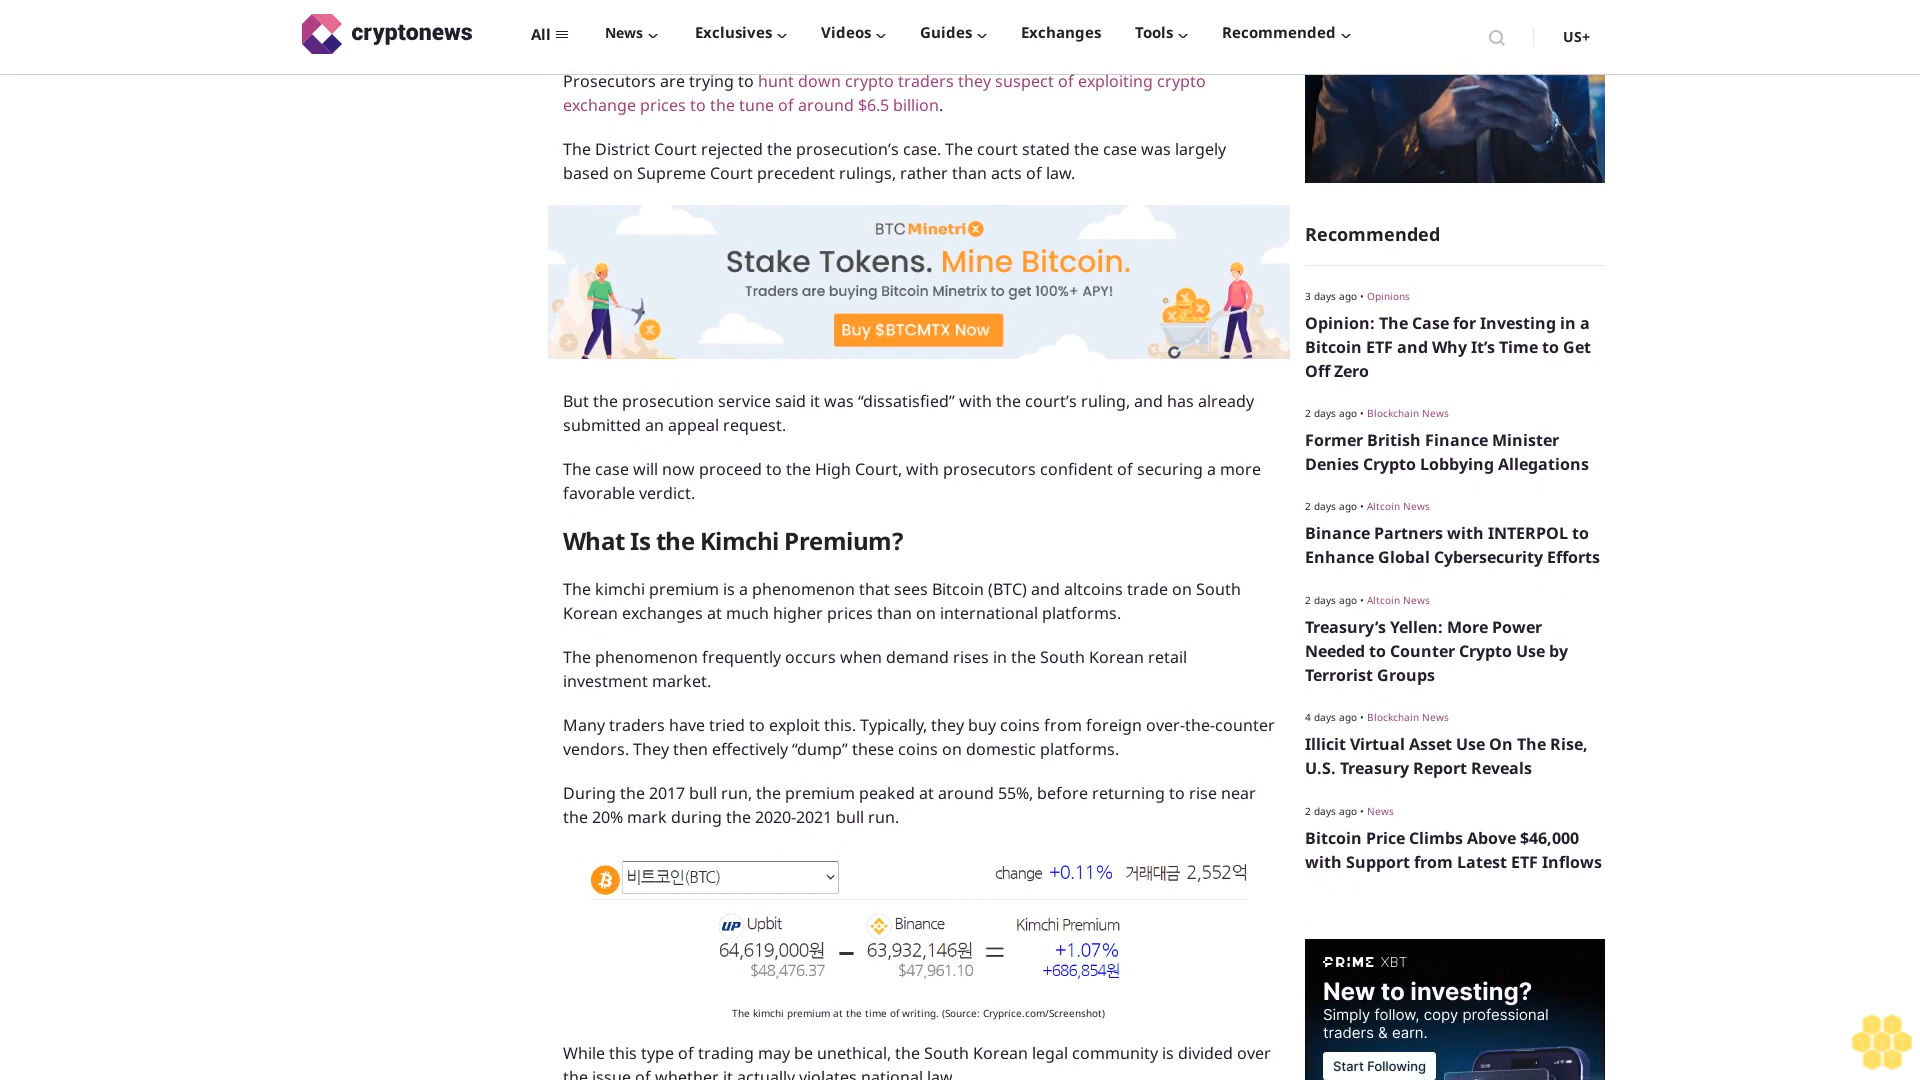 cryptonews
All
News
Exclusives
Videos
Guides
Exchanges
Tools
Recommended
US+
Prosecutors are trying to hunt down crypto traders they suspect of exploiting crypto
exchange prices to the tune of around $6.5 billion.
The District Court rejected the prosecution’s case. The court stated the case was largely
based on Supreme Court precedent rulings, rather than acts of law.
BTC Minetrix
Stake Tokens. Mine Bitcoin.
Traders are buying Bitcoin Minetrix to get 100%+ APY!
Buy $BTCMTX Now
But the prosecution service said it was “dissatisfied” with the court’s ruling, and has already
submitted an appeal request.
The case will now proceed to the High Court, with prosecutors confident of securing a more
favorable verdict.
What Is the Kimchi Premium?
The kimchi premium is a phenomenon that sees Bitcoin (BTC) and altcoins trade on South
Korean exchanges at much higher prices than on international platforms.
The phenomenon frequently occurs when demand rises in the South Korean retail
investment market.
Many traders have tried to exploit this. Typically, they buy coins from foreign over-the-counter
vendors. They then effectively “dump” these coins on domestic platforms.
During the 2017 bull run, the premium peaked at around 55%, before returning to rise near
the 20% mark during the 2020-2021 bull run.
비트코인(BTC)
change +0.11% 거래대금 2,552억
UP Upbit
Binance
Kimchi Premium
64,619,000원 − 63,932,146원 = +1.07%
$48,476.37
$47,961.10
+686,854원
The kimchi premium at the time of writing. (Source: Cryprice.com/Screenshot)
While this type of trading may be unethical, the South Korean legal community is divided over
the issue of whether it actually violates national law.
Recommended
3 days ago • Opinions
Opinion: The Case for Investing in a
Bitcoin ETF and Why It’s Time to Get
Off Zero
2 days ago • Blockchain News
Former British Finance Minister
Denies Crypto Lobbying Allegations
2 days ago • Altcoin News
Binance Partners with INTERPOL to
Enhance Global Cybersecurity Efforts
2 days ago • Altcoin News
Treasury’s Yellen: More Power
Needed to Counter Crypto Use by
Terrorist Groups
4 days ago • Blockchain News
Illicit Virtual Asset Use On The Rise,
U.S. Treasury Report Reveals
2 days ago • News
Bitcoin Price Climbs Above $46,000
with Support from Latest ETF Inflows
PRIME XBT
New to investing?
Simply follow, copy professional
traders & earn.
Start Following